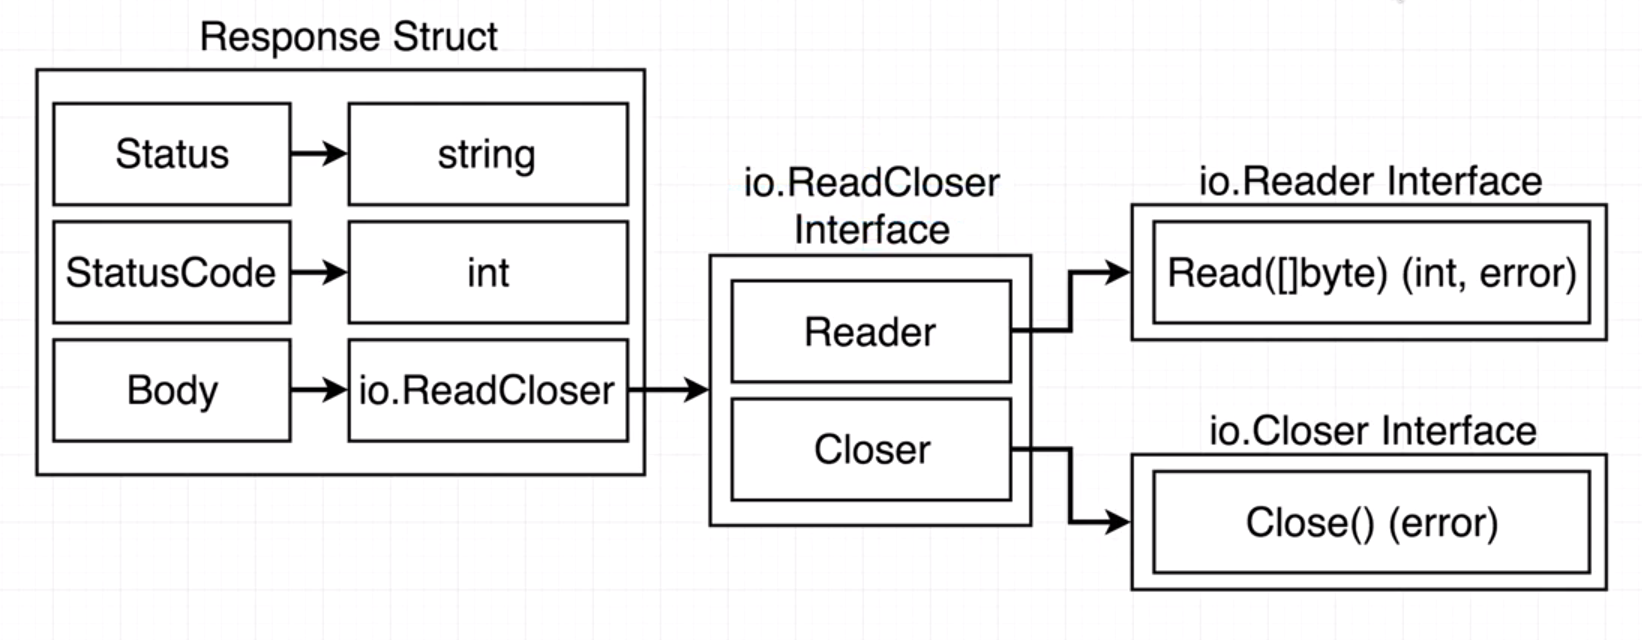 Response Struct
Status
string
StatusCode
int
Body
io.ReadCloser
io.ReadCloser
Interface
Reader
Closer
io.Reader Interface
Read([]byte) (int, error)
io.Closer Interface
Close() (error)